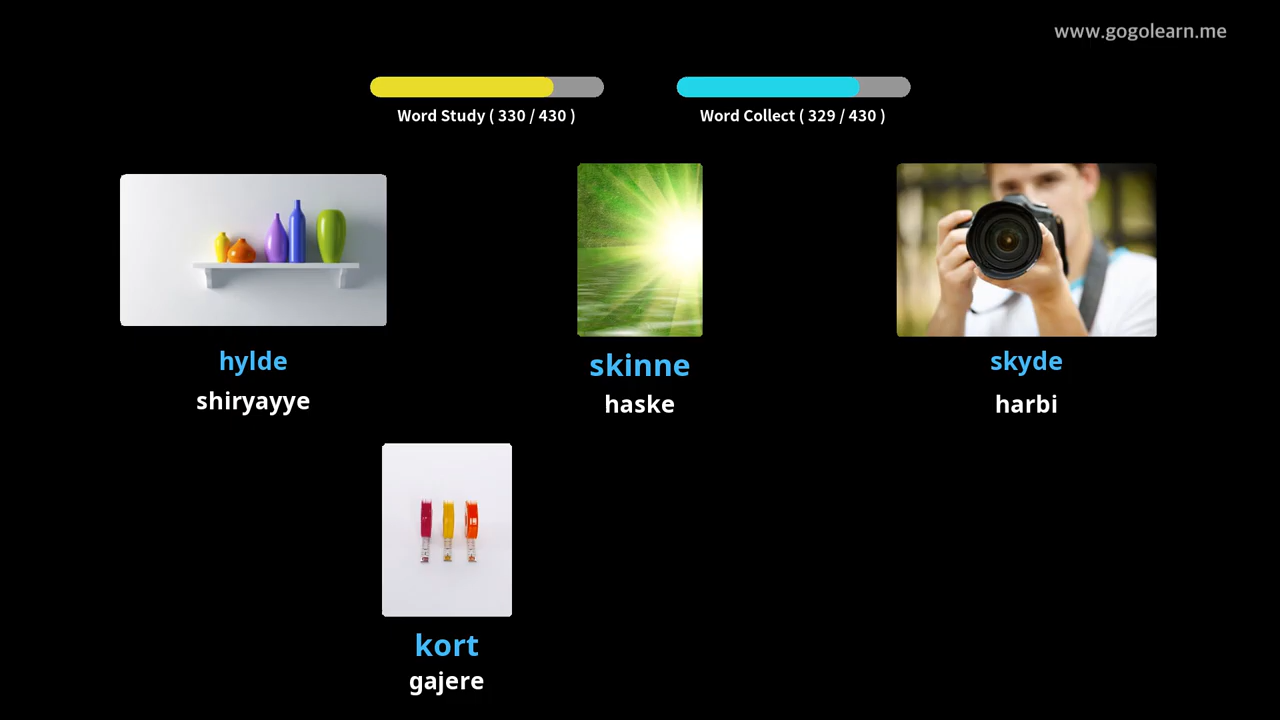 www.gogolearn.me
Word Study ( 330 / 430 )
Word Collect ( 329 / 430 )
hylde
shiryayye
skinne
haske
skyde
harbi
kort
gajere